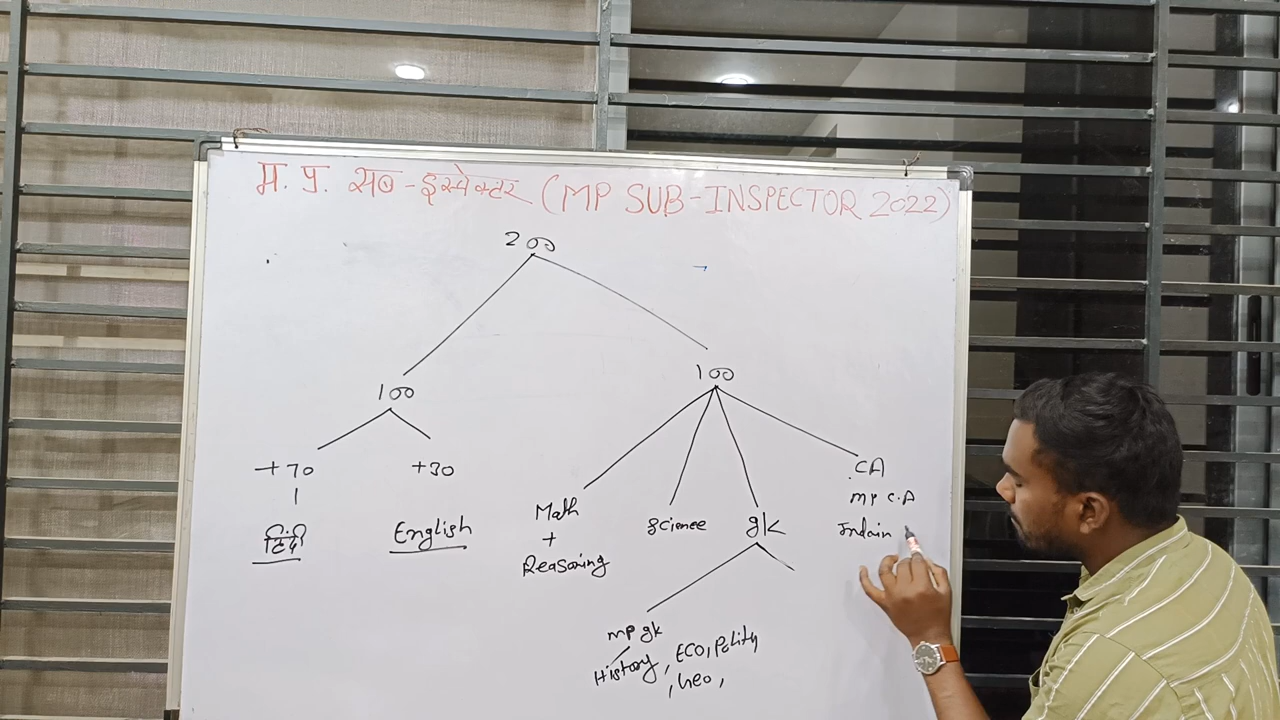 म. प्र. सब-इंस्पेक्टर (MP SUB-INSPECTOR 2022)
200
100
100
+70
+30
हिंदी
English
Math
+
Reasoning
Science
gk
CA
MP C.A
Indain
mp gk
History, ECO, Polity
, Geo,